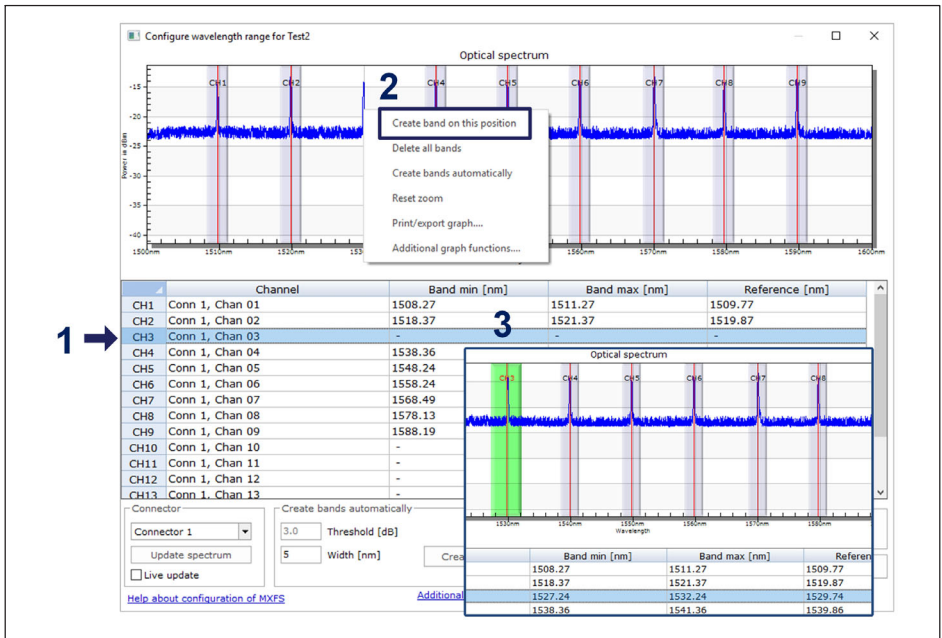 Configure wavelength range for Test2
Optical spectrum
CH1 CH2 CH4 CH5 CH6 CH7 CH8 CH9
2
Create band on this position
Delete all bands
Create bands automatically
Reset zoom
Print/export graph....
Additional graph functions....
Power in dBm
-15
-20
-25
-30
-35
-40
1500nm 1510nm 1520nm 1560nm 1570nm 1580nm 1590nm 1600nm
Channel Band min [nm] Band max [nm] Reference [nm]
CH1 Conn 1, Chan 01 1508.27 1511.27 1509.77
CH2 Conn 1, Chan 02 1518.37 1521.37 1519.87
1
CH3 Conn 1, Chan 03 - - -
3
CH4 Conn 1, Chan 04 1538.36
CH5 Conn 1, Chan 05 1548.24
CH6 Conn 1, Chan 06 1558.24
CH7 Conn 1, Chan 07 1568.49
CH8 Conn 1, Chan 08 1578.13
CH9 Conn 1, Chan 09 1588.19
CH10 Conn 1, Chan 10 -
CH11 Conn 1, Chan 11 -
CH12 Conn 1, Chan 12 -
CH13 Conn 1, Chan 13 -
Connector
Connector 1
Update spectrum
Live update
Create bands automatically
3.0 Threshold [dB]
5 Width [nm]
Help about configuration of MXFS
Additional
Optical spectrum
CH3 CH4 CH5 CH6 CH7 CH8
1530nm 1540nm 1550nm 1560nm 1570nm 1580nm
Wavelength
Band min [nm] Band max [nm]
1508.27 1511.27 1509.77
1518.37 1521.37 1519.87
1527.24 1532.24 1529.74
1538.36 1541.36 1539.86